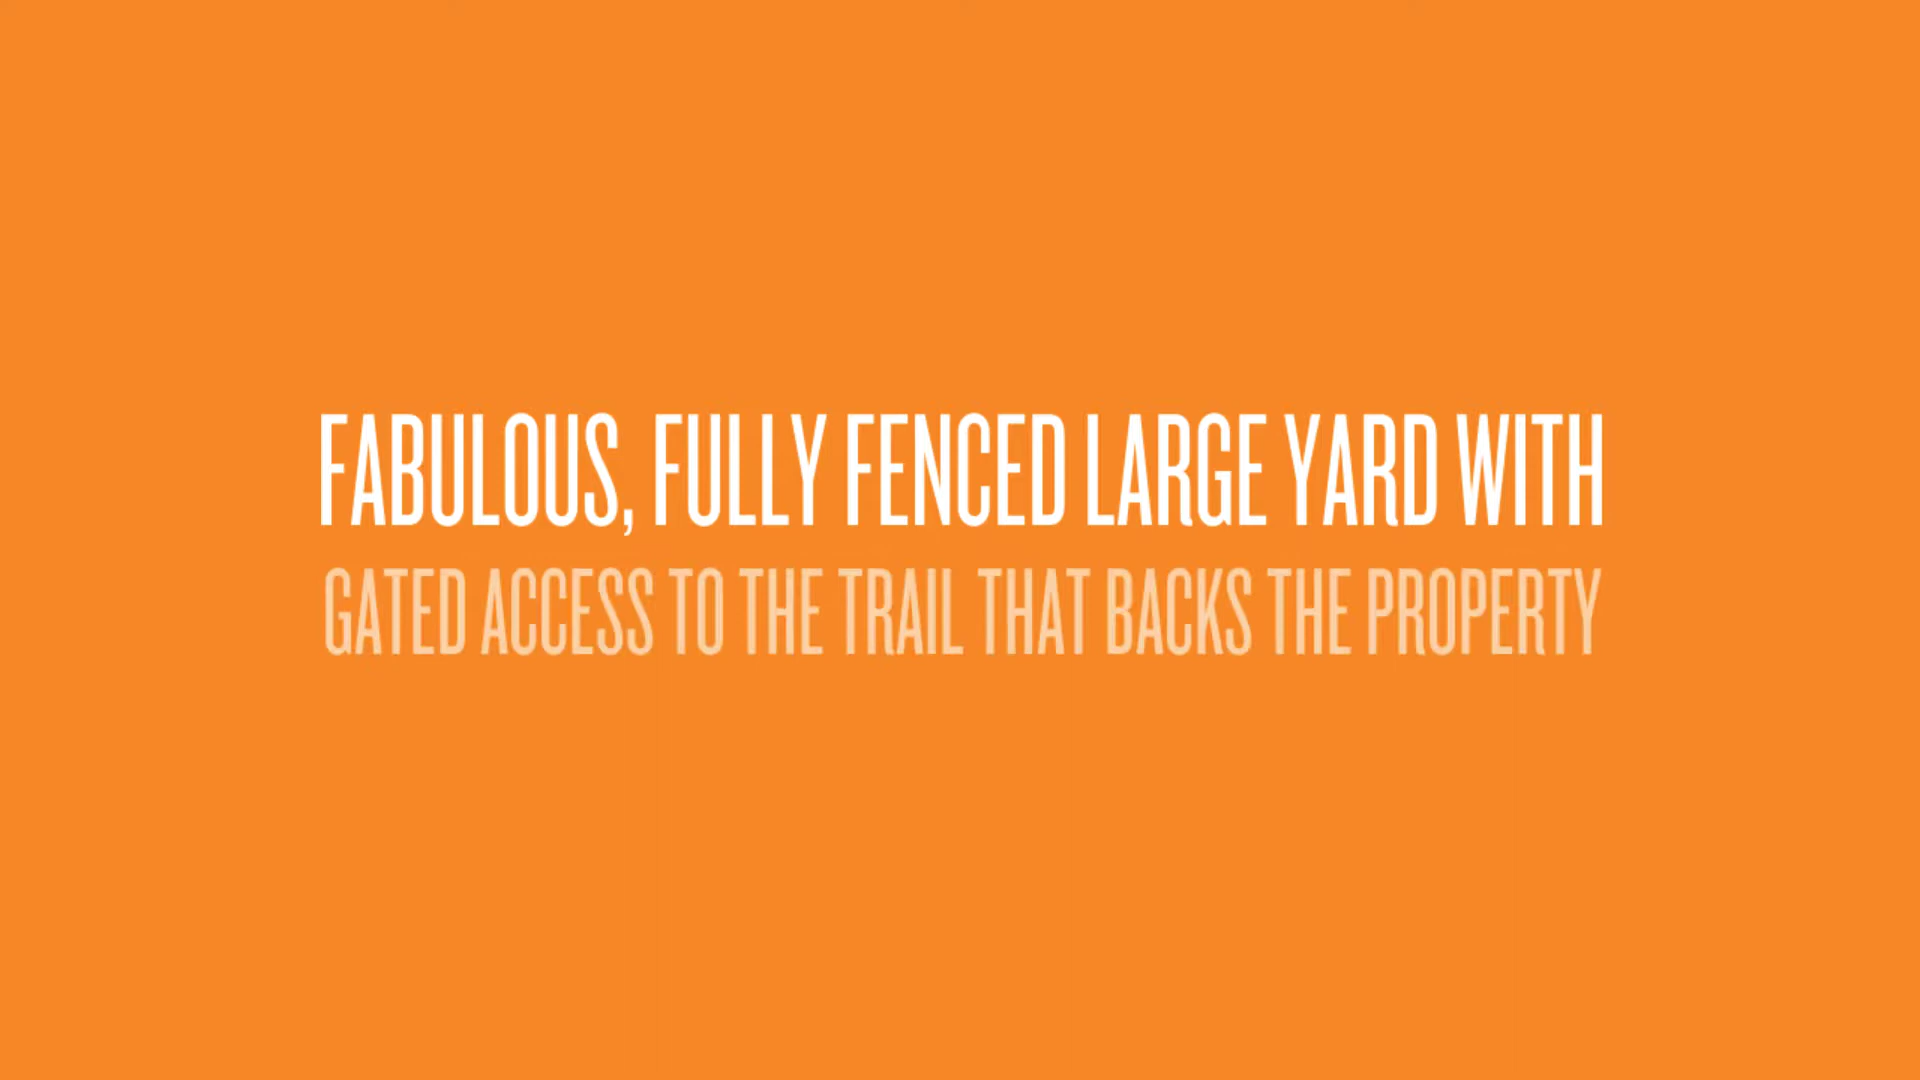 FABULOUS, FULLY FENCED LARGE YARD WITH
GATED ACCESS TO THE TRAIL THAT BACKS THE PROPERTY